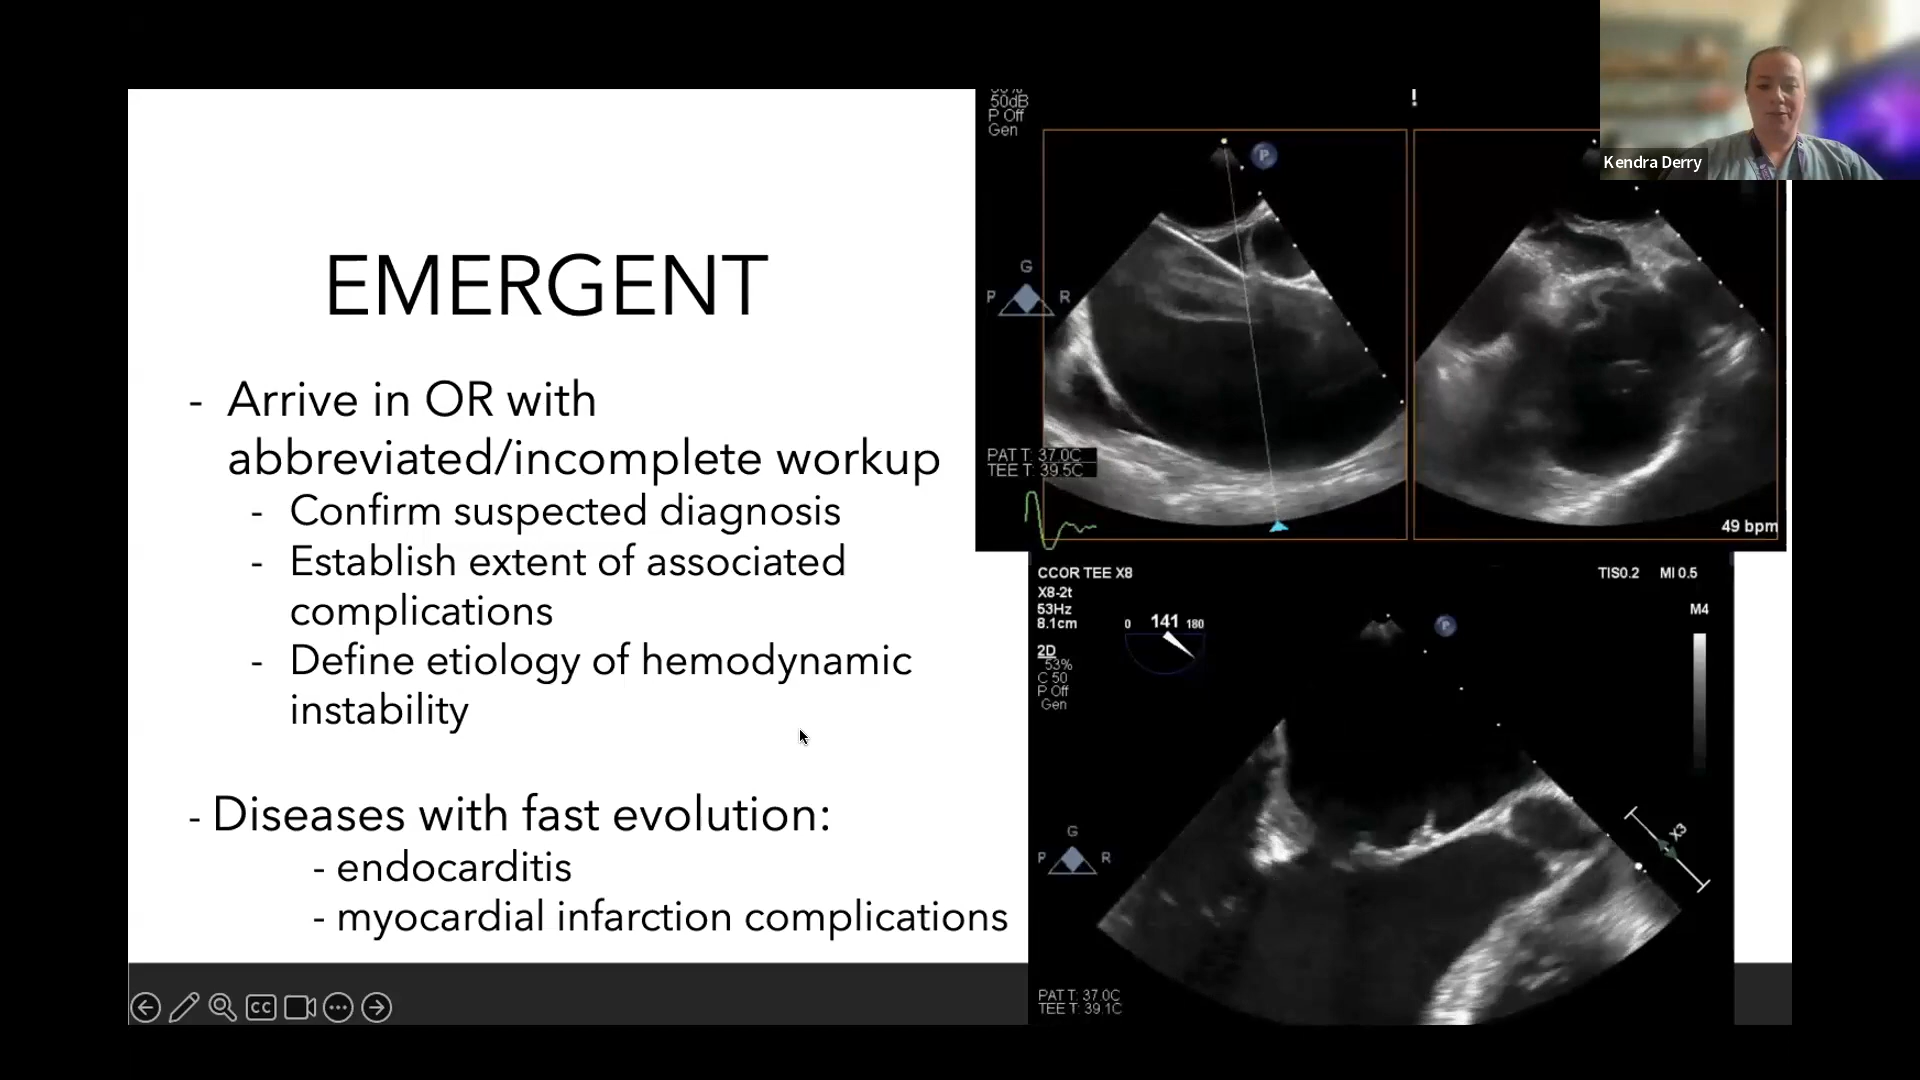 EMERGENT
- Arrive in OR with
abbreviated/incomplete workup
- Confirm suspected diagnosis
- Establish extent of associated
complications
- Define etiology of hemodynamic
instability
- Diseases with fast evolution:
- endocarditis
- myocardial infarction complications
CC
50dB
P Off
Gen
!
P
G
P R
PAT T: 37.0C
TEE T: 39.5C
49 bpm
Kendra Derry
CCOR TEE X8
X8-2t
53Hz
8.1cm
0 141 180
2D
53%
C 50
P Off
Gen
TIS0.2 MI 0.5
M4
P
G
P R
X3
PAT T: 37.0C
TEE T: 39.1C